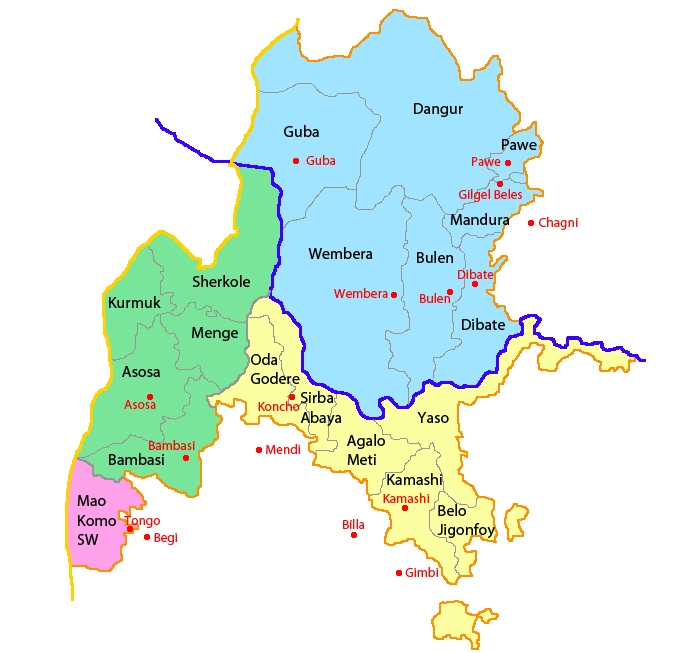 Dangur
Guba
Guba
Pawe
Pawe
Gilgel Beles
Mandura
Chagni
Wembera
Bulen
Dibate
Wembera
Bulen
Dibate
Sherkole
Kurmuk
Menge
Asosa
Asosa
Oda
Godere
Koncho
Sirba
Abaya
Yaso
Agalo
Meti
Mendi
Bambasi
Bambasi
Kamashi
Kamashi
Belo
Jigonfoy
Mao
Komo
SW
Tongo
Begi
Billa
Gimbi